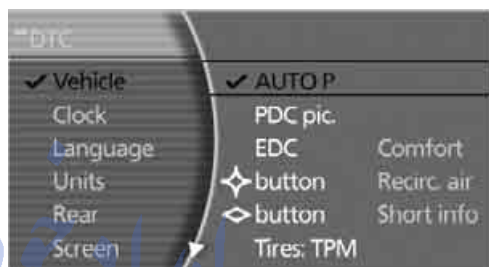 DTC
Vehicle
Clock
Language
Units
Rear
Screen
AUTO P
PDC pic.
EDC Comfort
button Recirc. air
button Short info
Tires: TPM